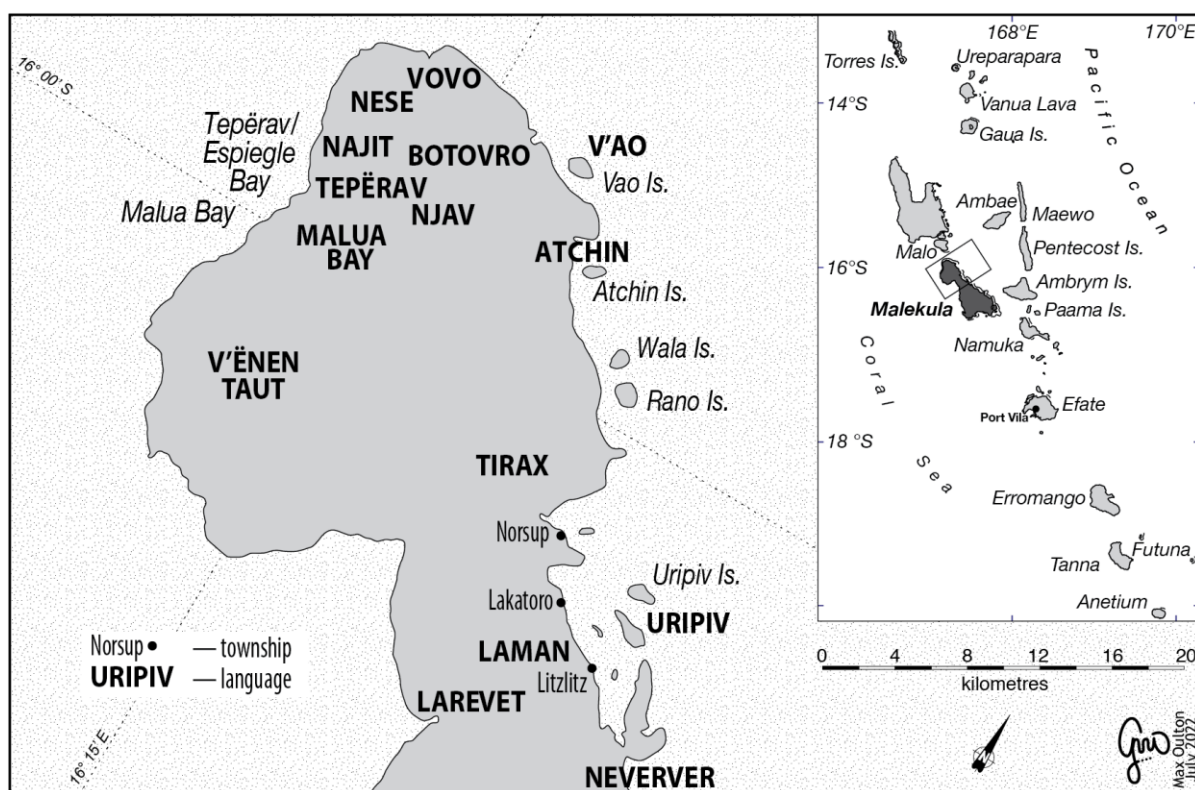 VOVO
NESE
Tepërav/
Espiegle
Bay
NAJIT
BOTOVRO
V'AO
Vao Is.
TEPËRAV
NJAV
Malua Bay
MALUA
BAY
ATCHIN
Atchin Is.
16° 00' S
V'ËNEN
TAUT
Wala Is.
Rano Is.
TIRAX
Norsup
Uripiv Is.
Lakatoro
URIPIV
LAMAN
Litzlitz
LAREVET
NEVERVER
16° 15' E
Norsup • — township
URIPIV — language
168°E
170°E
Torres Is.
Ureparapara
14°S
Vanua Lava
Gaua Is.
Pacific Ocean
Ambae
Maewo
Malo
Pentecost Is.
16°S
Ambrym Is.
Malekula
Paama Is.
Namuka
Coral Sea
Efate
Port Vila
18 °S
Erromango
Tanna
Futuna
Anetium
0 4 8 12 16 20
kilometres
Max Oulton
July 2022